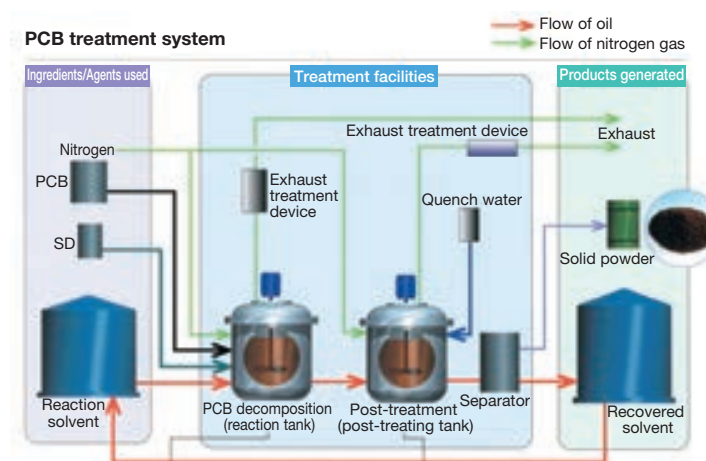 PCB treatment system
Flow of oil
Flow of nitrogen gas
Ingredients/Agents used
Treatment facilities
Products generated
Nitrogen
PCB
SD
Exhaust
treatment
device
Exhaust treatment device
Quench water
Exhaust
Solid powder
Reaction
solvent
PCB decomposition
(reaction tank)
Post-treatment
(post-treating tank)
Separator
Recovered
solvent